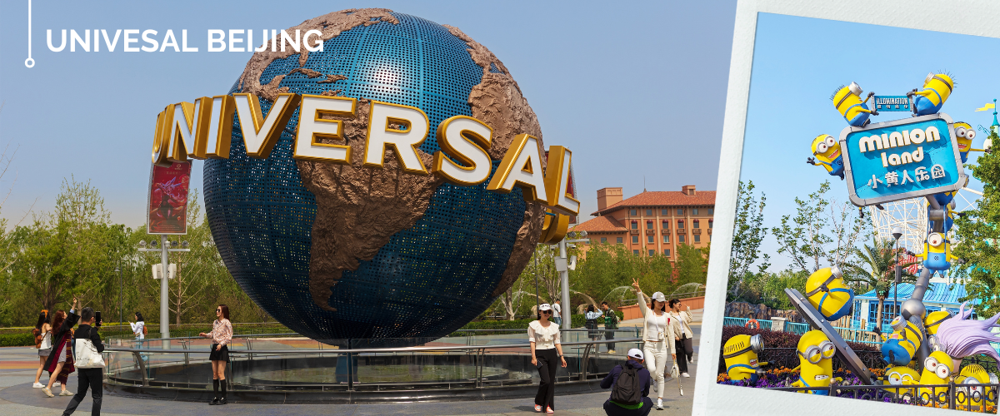 UNIVESAL BEIJING
UNIVERSAL
ILLUMINATION
minion
land
小黄人乐园